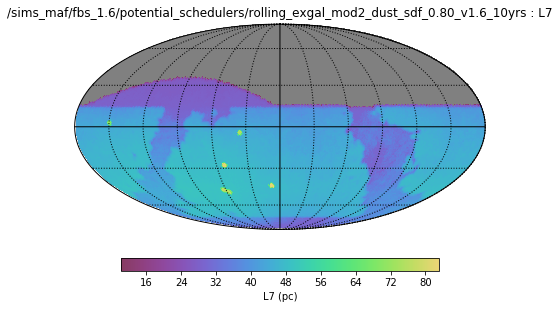 /sims_maf/fbs_1.6/potential_schedulers/rolling_exgal_mod2_dust_sdf_0.80_v1.6_10yrs : L7
16 24 32 40 48 56 64 72 80
L7 (pc)